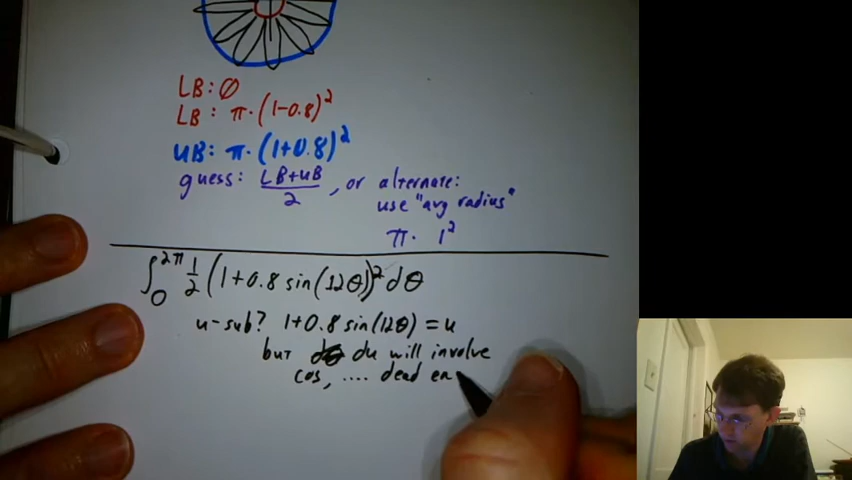 LB: ∅
LB: π·(1-0.8)²
UB: π·(1+0.8)²
guess: (LB+UB)/2, or alternate:
use "avg radius"
π· 1²
∫₀^2π 1/2 (1+0.8 sin(12θ))² dθ
u-sub? 1+0.8 sin(12θ) = u
but du will involve
cos, .... dead en